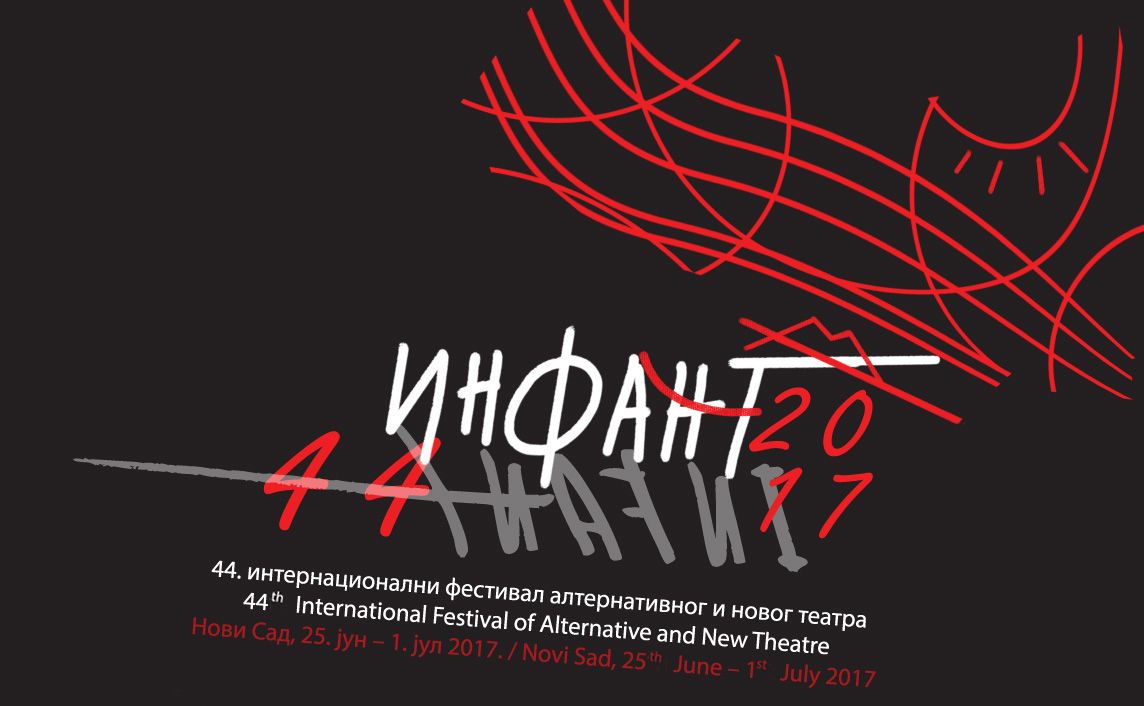 ИНФАНТ
20
44
INFANT
17
44. интернационални фестивал алтернативног и новог театра
44th International Festival of Alternative and New Theatre
Нови Сад, 25. јун – 1. јул 2017. / Novi Sad, 25th June – 1st July 2017